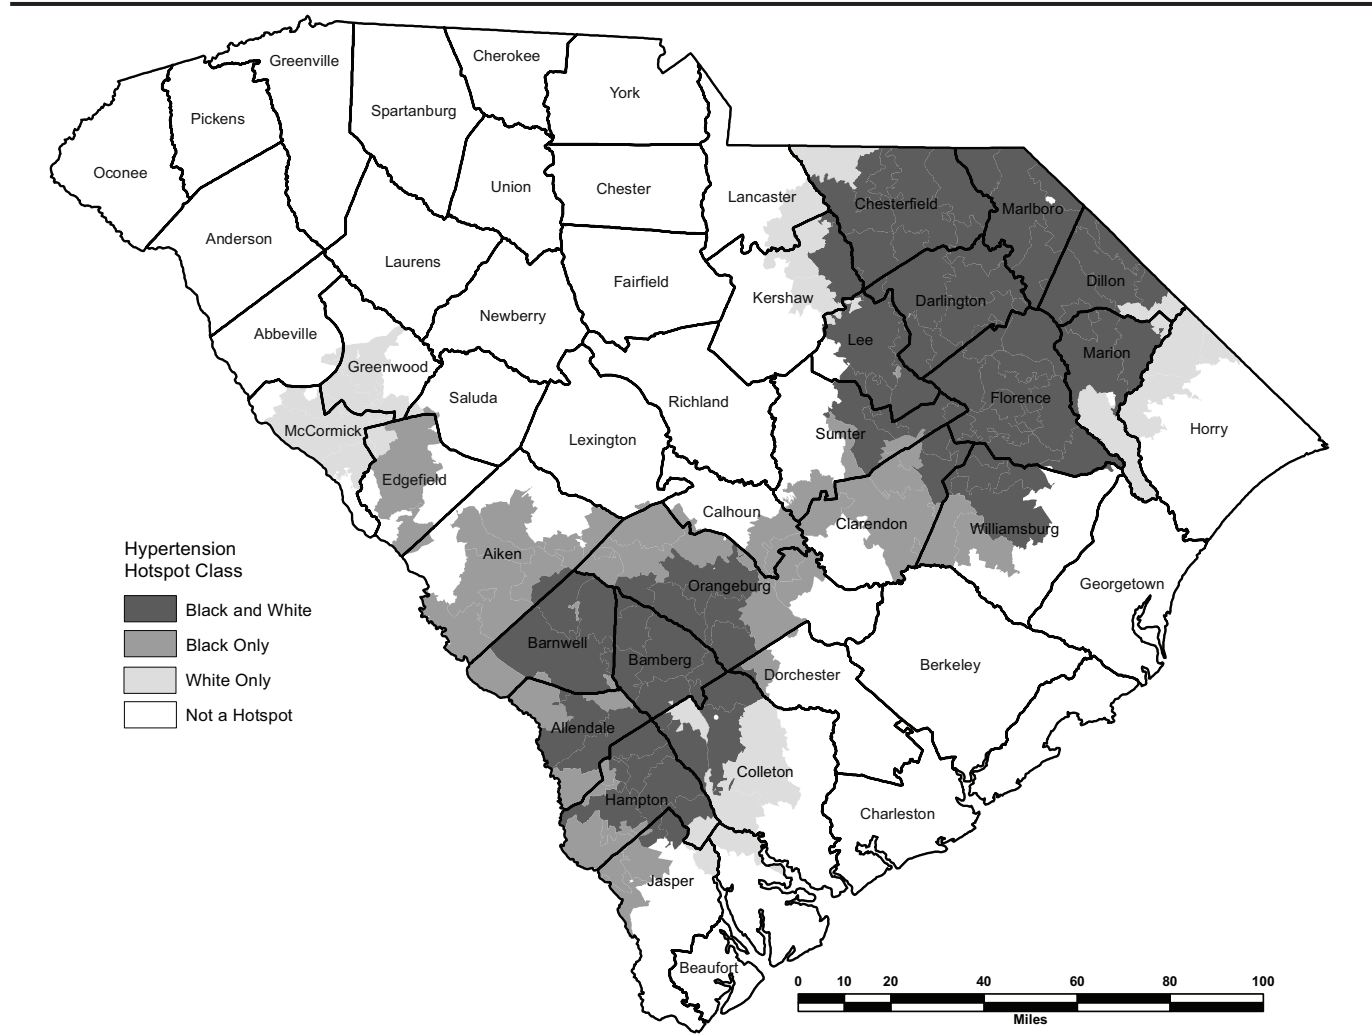 Greenville
Cherokee
York
Spartanburg
Pickens
Oconee
Union
Chester
Lancaster
Chesterfield
Marlboro
Anderson
Laurens
Fairfield
Kershaw
Darlington
Dillon
Abbeville
Newberry
Lee
Marion
Greenwood
Saluda
Richland
Florence
McCormick
Lexington
Sumter
Horry
Edgefield
Calhoun
Clarendon
Williamsburg
Aiken
Orangeburg
Georgetown
Barnwell
Bamberg
Dorchester
Berkeley
Allendale
Colleton
Hampton
Charleston
Jasper
Beaufort
Hypertension
Hotspot Class
Black and White
Black Only
White Only
Not a Hotspot
0 10 20 40 60 80 100
Miles